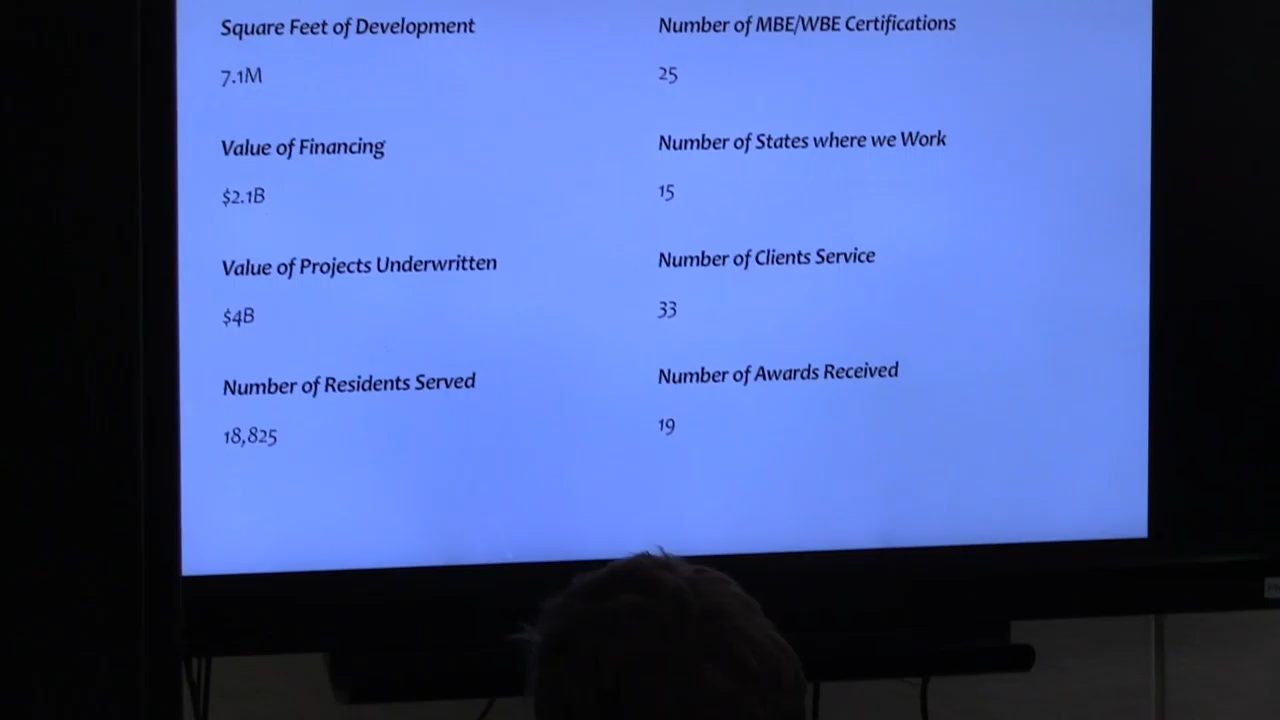 Square Feet of Development
7.1M
Value of Financing
$2.1B
Value of Projects Underwritten
$4B
Number of Residents Served
18,825
Number of MBE/WBE Certifications
25
Number of States where we Work
15
Number of Clients Service
33
Number of Awards Received
19